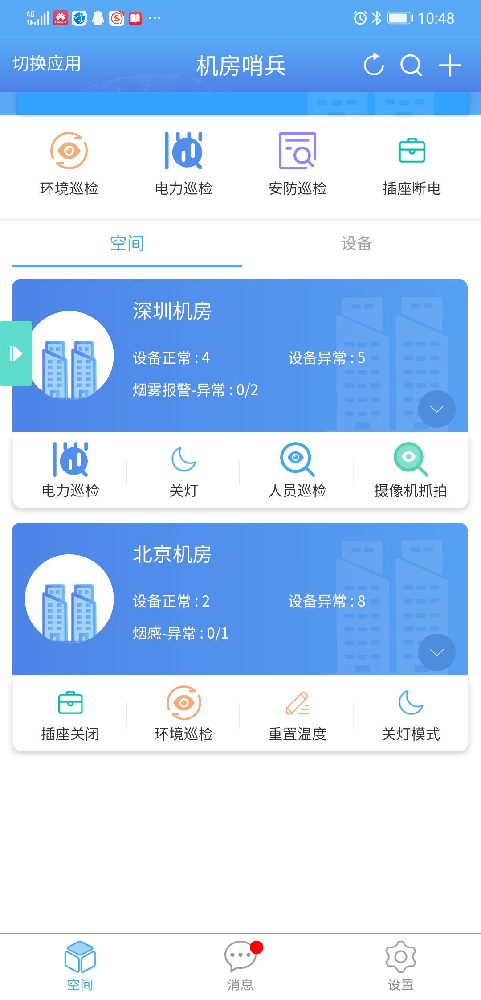 4G
HUAWEI
10:48
切换应用
机房哨兵
环境巡检
电力巡检
安防巡检
插座断电
空间
设备
深圳机房
设备正常 : 4
设备异常 : 5
烟雾报警-异常 : 0/2
电力巡检
关灯
人员巡检
摄像机抓拍
北京机房
设备正常 : 2
设备异常 : 8
烟感-异常 : 0/1
插座关闭
环境巡检
重置温度
关灯模式
空间
消息
设置